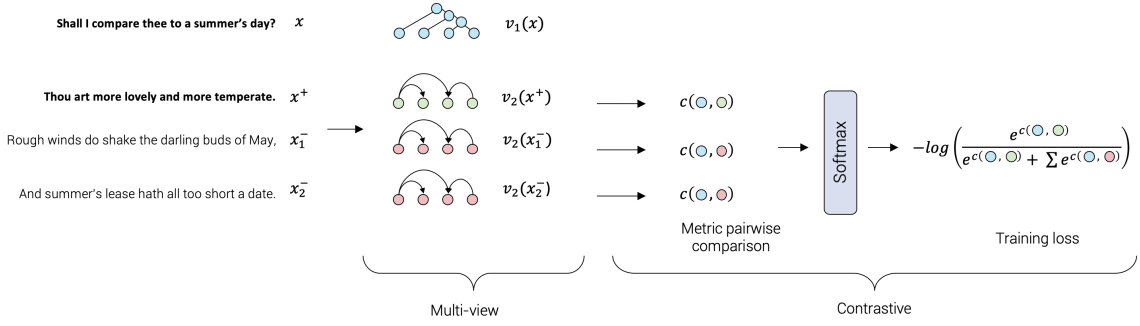 Shall I compare thee to a summer's day? x v₁(x)
Thou art more lovely and more temperate. x⁺ v₂(x⁺) c( , )
Rough winds do shake the darling buds of May, x₁⁻ v₂(x₁⁻) c( , )
And summer's lease hath all too short a date. x₂⁻ v₂(x₂⁻) c( , )
Softmax
−log(e^c( , ) / e^c( , ) + ∑ e^c( , ))
Metric pairwise
comparison
Training loss
Multi-view
Contrastive